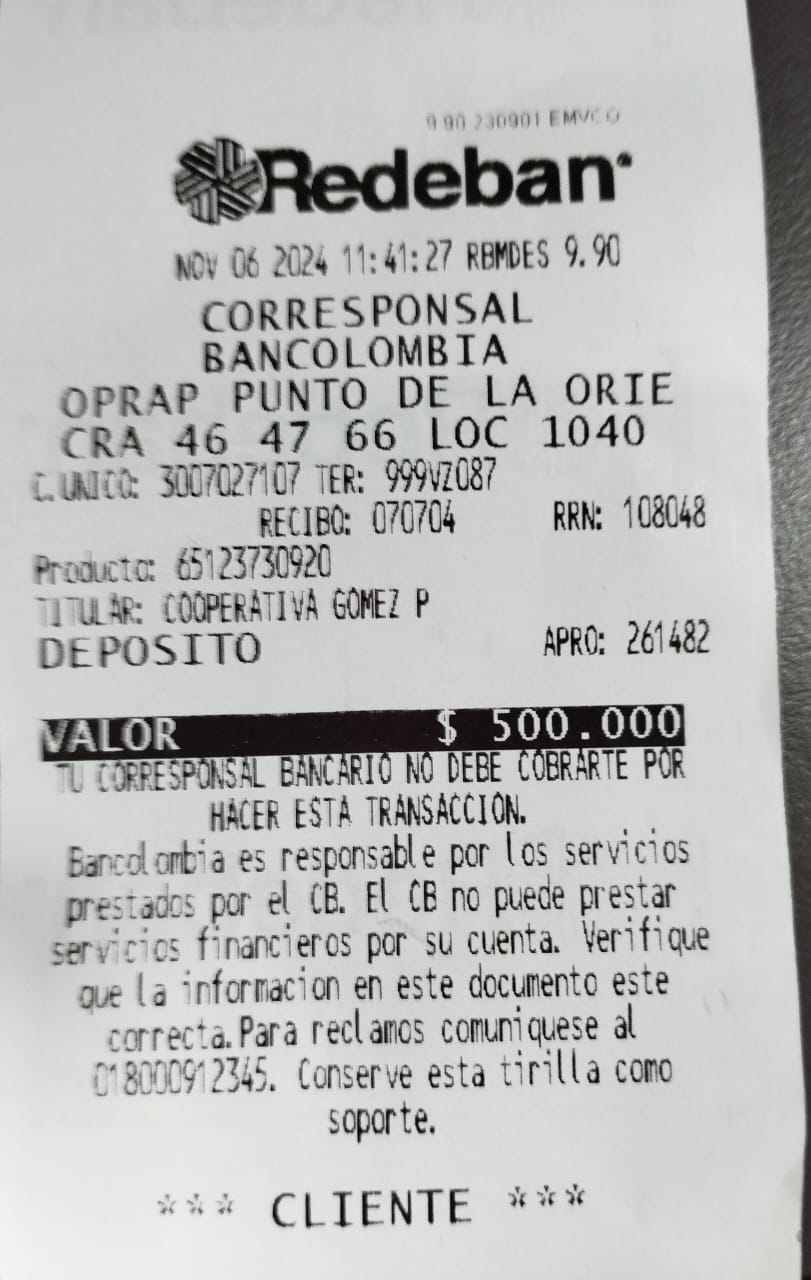 9.90 230901 EMVCO
Redeban
NOV 06 2024 11:41:27 RBMDES 9.90
CORRESPONSAL
BANCOLOMBIA
OPRAP PUNTO DE LA ORIE
CRA 46 47 66 LOC 1040
C.UNICO: 3007027107 TER: 999VZ087
RECIBO: 070704 RRN: 108048
Producto: 65123730920
TITULAR: COOPERATIVA GOMEZ P
DEPOSITO APRO: 261482
VALOR $ 500.000
TU CORRESPONSAL BANCARIO NO DEBE COBRARTE POR
HACER ESTA TRANSACCION.
Bancolombia es responsable por los servicios
prestados por el CB. El CB no puede prestar
servicios financieros por su cuenta. Verifique
que la informacion en este documento este
correcta.Para reclamos comuniquese al
018000912345. Conserve esta tirilla como
soporte.
*** CLIENTE ***